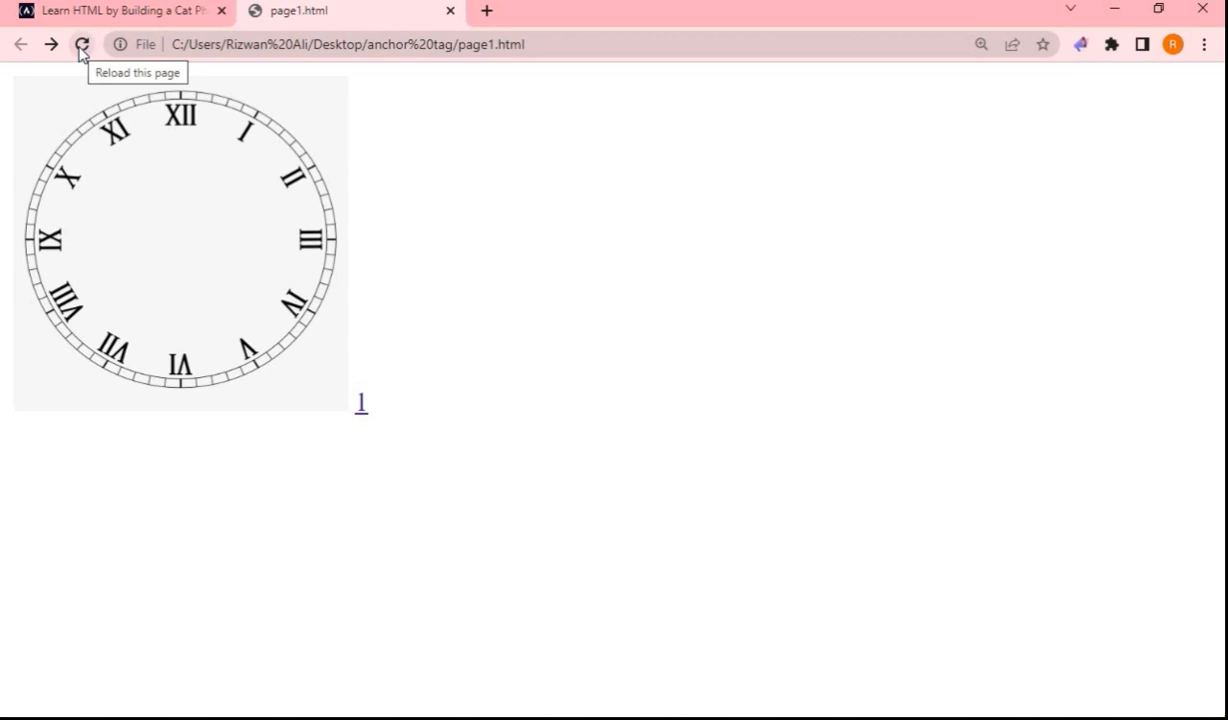 Learn HTML by Building a Cat Ph
page1.html
File
C:/Users/Rizwan%20Ali/Desktop/anchor%20tag/page1.html
R
Reload this page
XII
I
II
III
IV
V
VI
VII
VIII
IX
X
XI
1